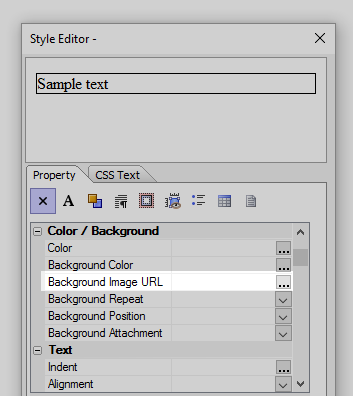 Style Editor -
Sample text
Property CSS Text
A
Color / Background
Color ...
Background Color ...
Background Image URL ...
Background Repeat
Background Position
Background Attachment
Text
Indent ...
Alignment